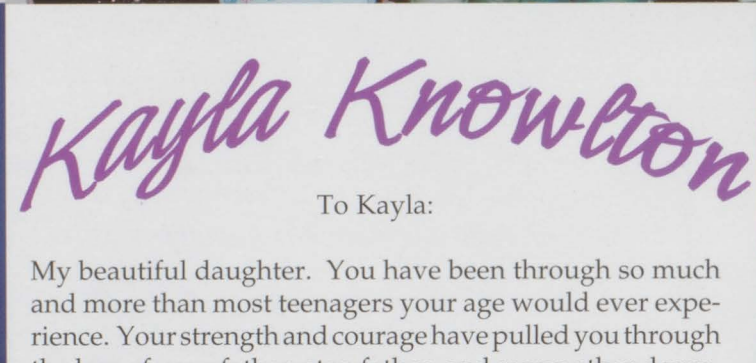 Kayla Knowlton
To Kayla:
My beautiful daughter. You have been through so much
and more than most teenagers your age would ever expe-
rience. Your strength and courage have pulled you through